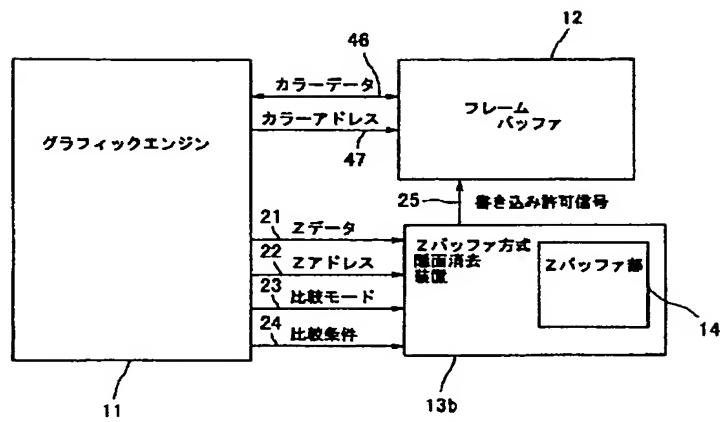 46
12
カラーデータ
カラーアドレス
47
グラフィックエンジン
フレーム
バッファ
25
書き込み許可信号
21
Zデータ
22
Zアドレス
23
比較モード
24
比較条件
Zバッファ方式
隠面消去
装置
Zバッファ部
14
11
13b